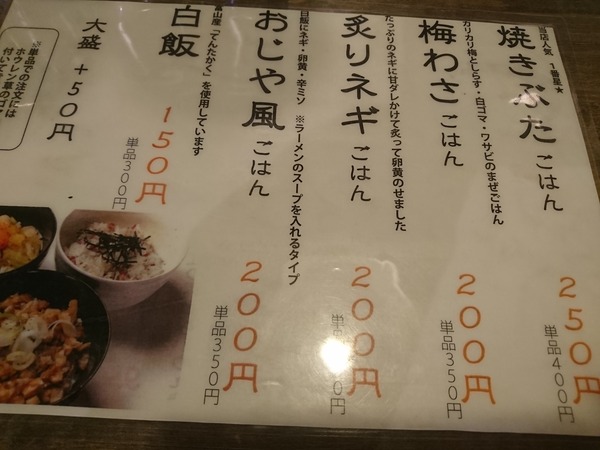 当店人気 1番星★
焼きぶたごはん
250円
単品400円
カリカリ梅としらす・白ゴマ・ワサビのまぜごはん
梅わさごはん
200円
単品350円
たっぷりのネギに甘ダレかけて炙って卵黄のせました
炙りネギごはん
200円
白飯にネギ・卵黄・辛ミソ ※ラーメンのスープを入れるタイプ
おじや風ごはん
200円
単品350円
富山産「てんたかく」を使用しています
白飯
150円
単品300円
大盛 +50円
※単品での注文には
ホウレン草のゴマ